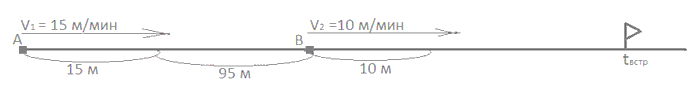 V₁ = 15 м/мин
V₂ =10 м/мин
A
B
15 м
95 м
10 м
tвстр